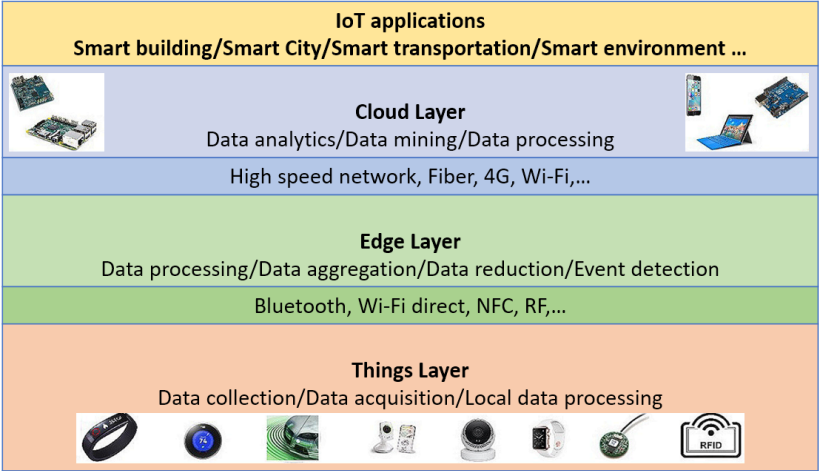 IoT applications
Smart building/Smart City/Smart transportation/Smart environment ...
Cloud Layer
Data analytics/Data mining/Data processing
High speed network, Fiber, 4G, Wi-Fi,...
Edge Layer
Data processing/Data aggregation/Data reduction/Event detection
Bluetooth, Wi-Fi direct, NFC, RF,...
Things Layer
Data collection/Data acquisition/Local data processing
74
RFID